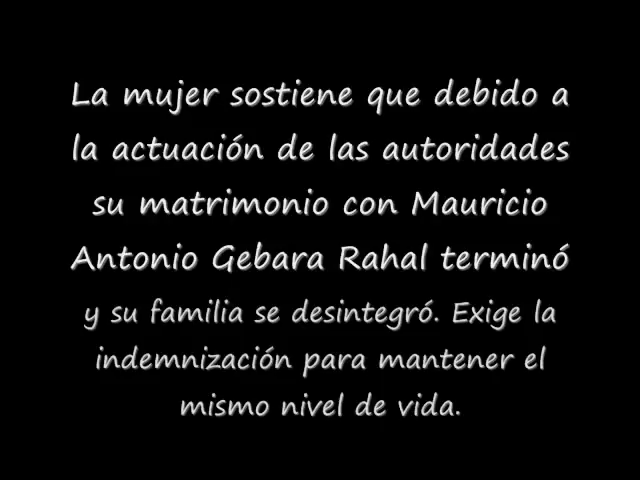 La mujer sostiene que debido a
la actuación de las autoridades
su matrimonio con Mauricio
Antonio Gebara Rahal terminó
y su familia se desintegró. Exige la
indemnización para mantener el
mismo nivel de vida.